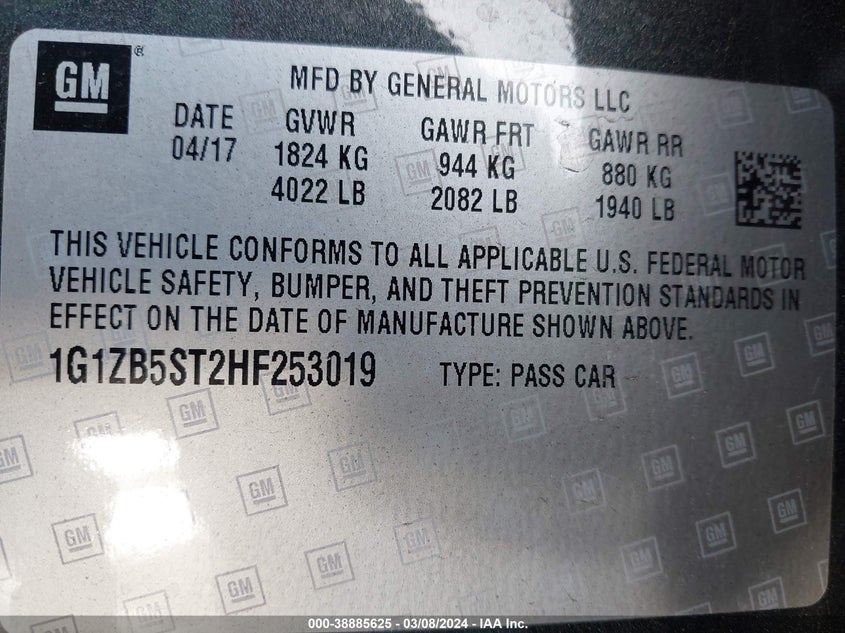 GM ®
MFD BY GENERAL MOTORS LLC
DATE GVWR GAWR FRT GAWR RR
04/17 1824 KG 944 KG 880 KG
4022 LB 2082 LB 1940 LB
THIS VEHICLE CONFORMS TO ALL APPLICABLE U.S. FEDERAL MOTOR
VEHICLE SAFETY, BUMPER, AND THEFT PREVENTION STANDARDS IN
EFFECT ON THE DATE OF MANUFACTURE SHOWN ABOVE.
1G1ZB5ST2HF253019 TYPE: PASS CAR
000-38885625 - 03/08/2024 - IAA Inc.